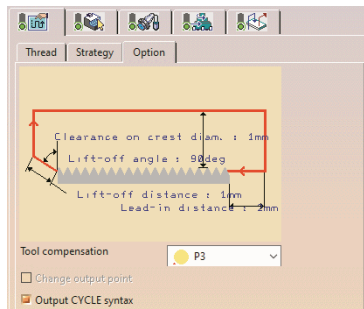 Thread Strategy Option
Clearance on crest diam. : 1mm
Lift-off angle : 90deg
Lift-off distance : 1mm
Lead-in distance : 2mm
Tool compensation P3
Change output point
Output CYCLE syntax